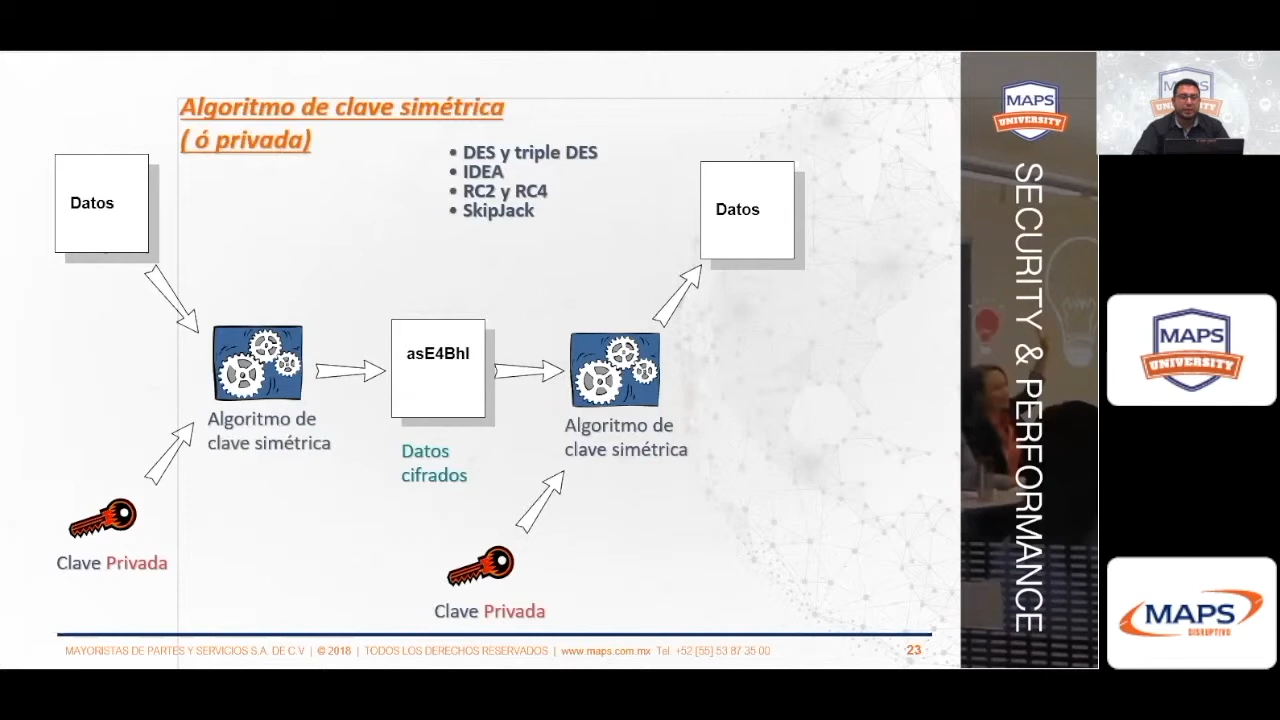 Algoritmo de clave simétrica
( ó privada)
• DES y triple DES
• IDEA
• RC2 y RC4
• SkipJack
Datos
Datos
asE4BhI
Algoritmo de
clave simétrica
Algoritmo de
clave simétrica
Datos
cifrados
Clave Privada
Clave Privada
MAYORISTAS DE PARTES Y SERVICIOS S.A. DE C.V. | @ 2018 | TODOS LOS DERECHOS RESERVADOS | www.maps.com.mx Tel +52 [55] 53 87 35 00
23
MAPS
UNIVERSITY
SECURITY & PERFORMANCE
MAPS
MAPS
UNIVERSITY
MAPS
DISRUPTIVO